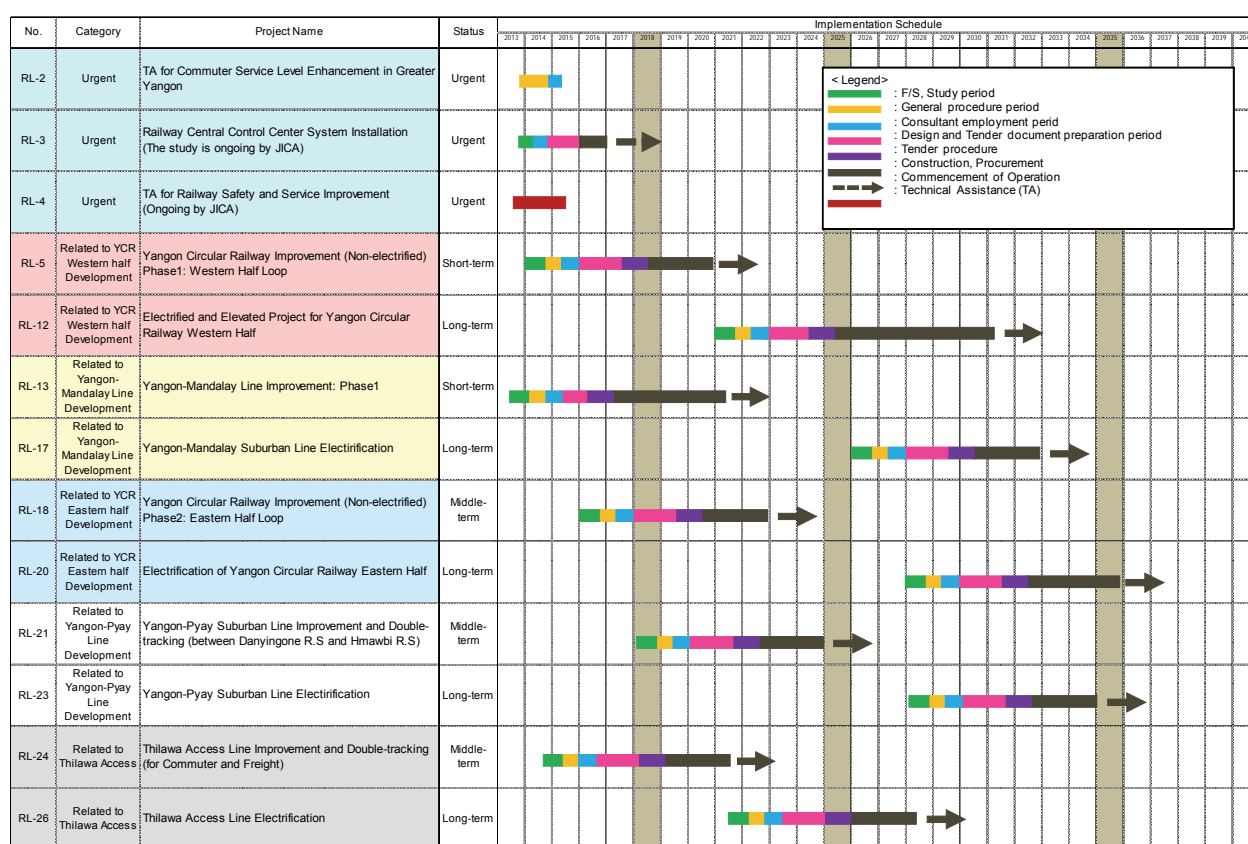 No.
Category
Project Name
Status
Implementation Schedule
2013 2014 2015 2016 2017 2018 2019 2020 2021 2022 2023 2024 2025 2026 2027 2028 2029 2030 2031 2032 2033 2034 2035 2036 2037 2038 2039
RL-2
Urgent
TA for Commuter Service Level Enhancement in Greater
Yangon
Urgent
RL-3
Urgent
Railway Central Control Center System Installation
(The study is ongoing by JICA)
Urgent
RL-4
Urgent
TA for Railway Safety and Service Improvement
(Ongoing by JICA)
Urgent
< Legend>
: F/S, Study period
: General procedure period
: Consultant employment perid
: Design and Tender document preparation period
: Tender procedure
: Construction, Procurement
: Commencement of Operation
: Technical Assistance (TA)
RL-5
Related to YCR
Western half
Development
Yangon Circular Railway Improvement (Non-electrified)
Phase1: Western Half Loop
Short-term
RL-12
Related to YCR
Western half
Development
Electrified and Elevated Project for Yangon Circular
Railway Western Half
Long-term
RL-13
Related to
Yangon-
Mandalay Line
Development
Yangon-Mandalay Line Improvement: Phase1
Short-term
RL-17
Related to
Yangon-
Mandalay Line
Development
Yangon-Mandalay Suburban Line Electirification
Long-term
RL-18
Related to YCR
Eastern half
Development
Yangon Circular Railway Improvement (Non-electrified)
Phase2: Eastern Half Loop
Middle-
term
RL-20
Related to YCR
Eastern half
Development
Electrification of Yangon Circular Railway Eastern Half
Long-term
RL-21
Related to
Yangon-Pyay
Line
Development
Yangon-Pyay Suburban Line Improvement and Double-
tracking (between Danyingone R.S and Hmawbi R.S)
Middle-
term
RL-23
Related to
Yangon-Pyay
Line
Development
Yangon-Pyay Suburban Line Electirification
Long-term
RL-24
Related to
Thilawa Access
Thilawa Access Line Improvement and Double-tracking
(for Commuter and Freight)
Middle-
term
RL-26
Related to
Thilawa Access
Thilawa Access Line Electrification
Long-term